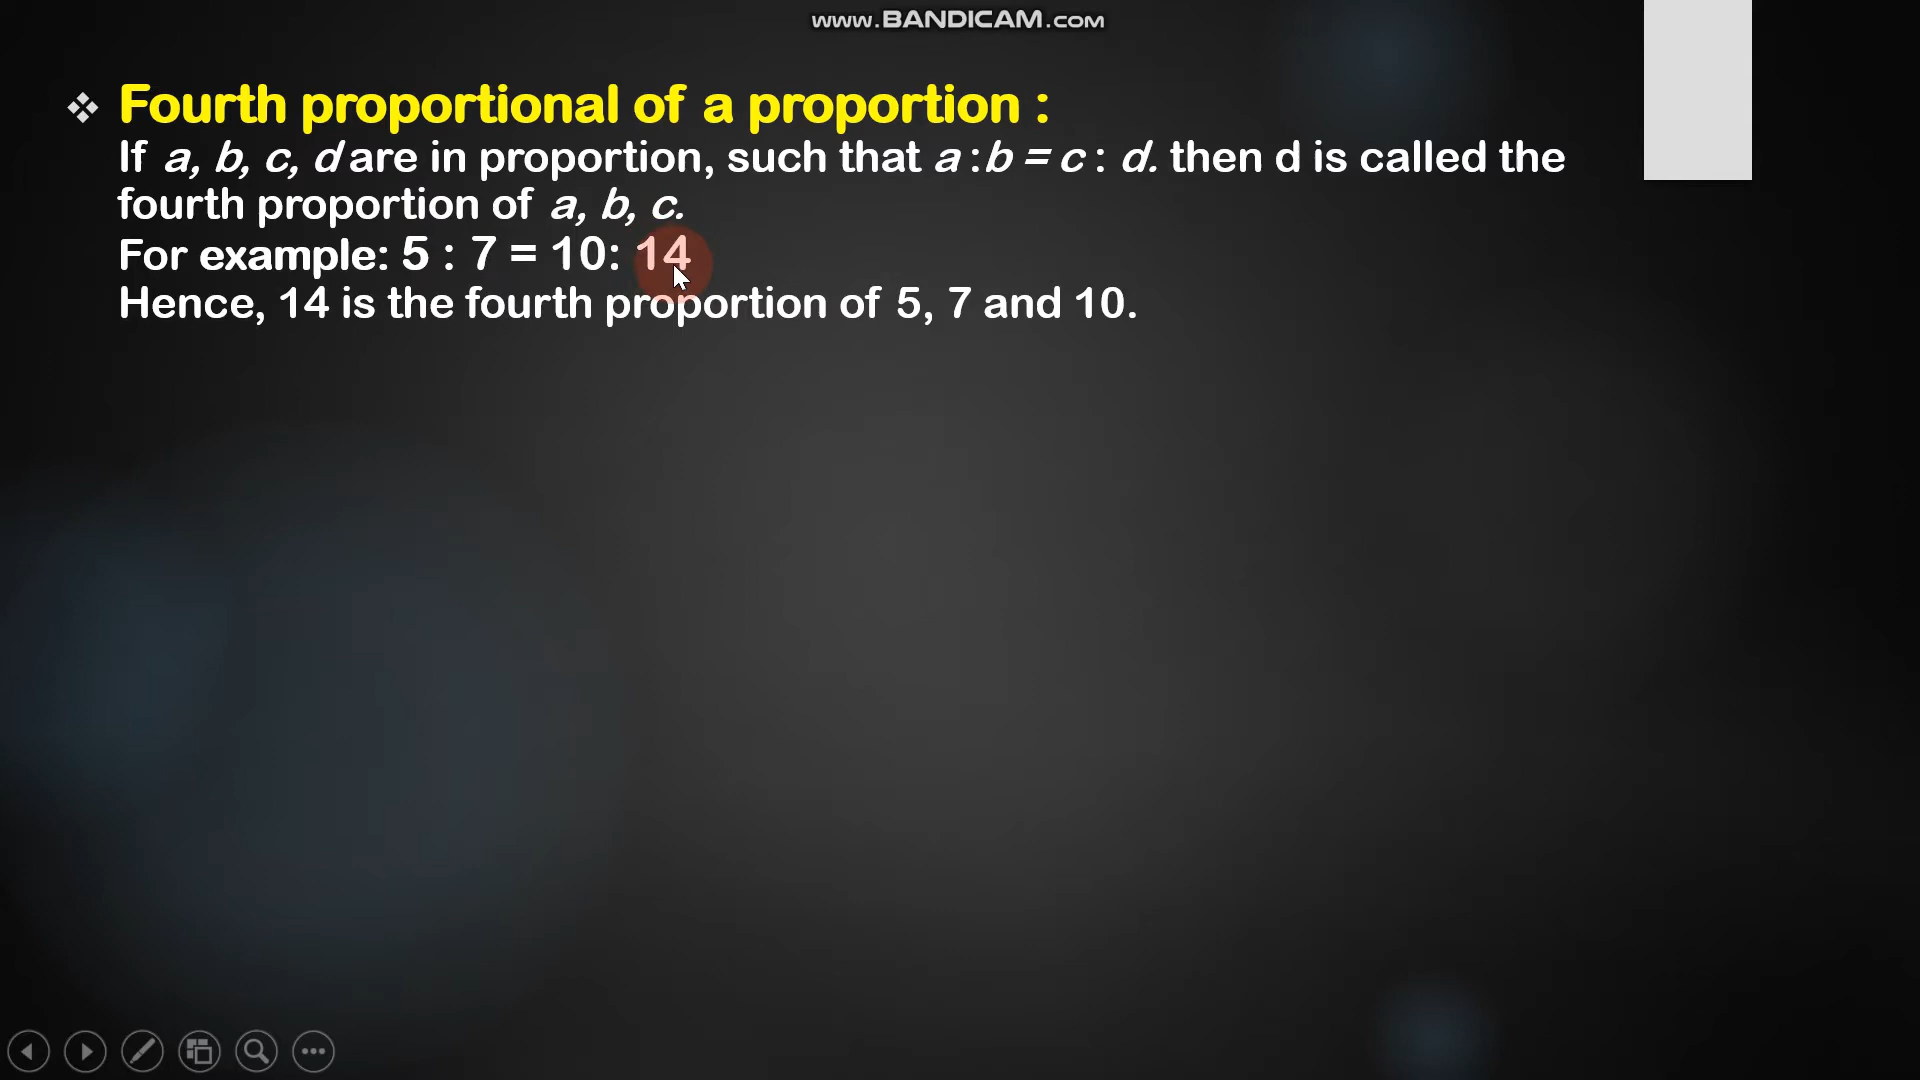 www.BANDICAM.com
Fourth proportional of a proportion :
If a, b, c, d are in proportion, such that a :b = c : d. then d is called the
fourth proportion of a, b, c.
For example: 5 : 7 = 10: 14
Hence, 14 is the fourth proportion of 5, 7 and 10.